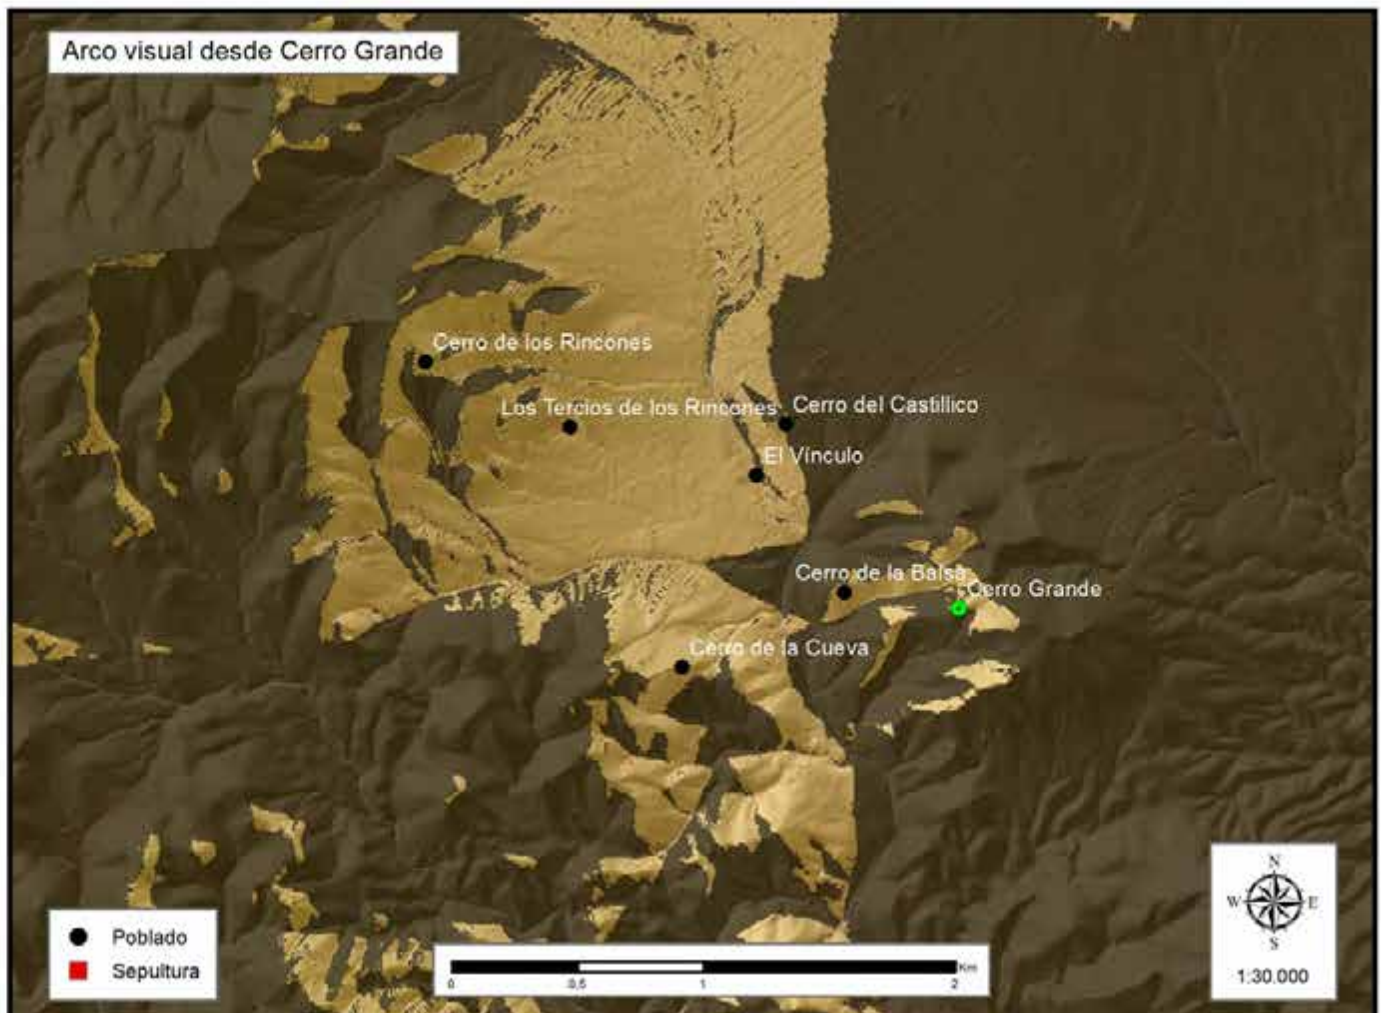 Arco visual desde Cerro Grande
Cerro de los Rincones
Los Tercios de los Rincones
Cerro del Castillico
El Vínculo
Cerro de la Balsa
Cerro Grande
Cerro de la Cueva
N
W E
S
1:30.000
Poblado
Sepultura
Km
0 0,5 1 2